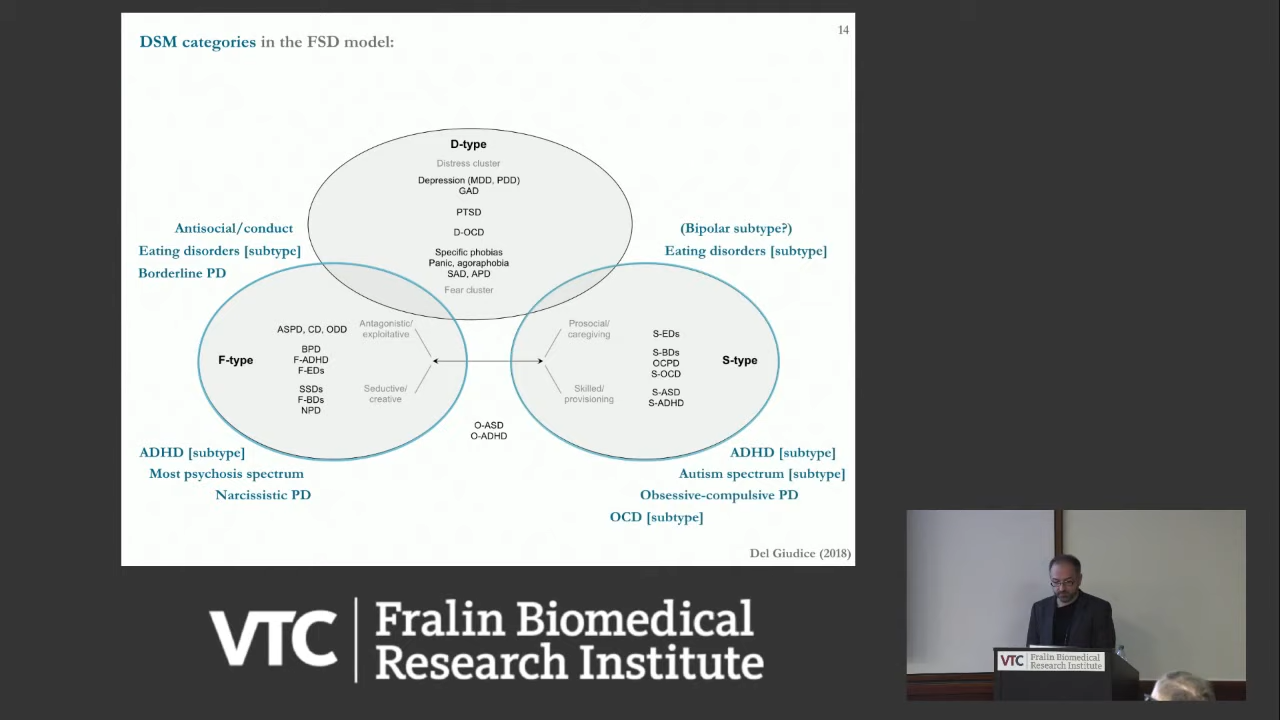 14
DSM categories in the FSD model:
D-type
Distress cluster
Depression (MDD, PDD)
GAD
PTSD
D-OCD
Specific phobias
Panic, agoraphobia
SAD, APD
Fear cluster
Antisocial/conduct
Eating disorders [subtype]
Borderline PD
(Bipolar subtype?)
Eating disorders [subtype]
F-type
ASPD, CD, ODD
BPD
F-ADHD
F-EDs
SSDs
F-BDs
NPD
Antagonistic/
exploitative
Seductive/
creative
Prosocial/
caregiving
Skilled/
provisioning
S-EDs
S-BDs
OCPD
S-OCD
S-ASD
S-ADHD
S-type
O-ASD
O-ADHD
ADHD [subtype]
Most psychosis spectrum
Narcissistic PD
ADHD [subtype]
Autism spectrum [subtype]
Obsessive-compulsive PD
OCD [subtype]
Del Giudice (2018)
VTC Fralin Biomedical
Research Institute
VTC Fralin Biomedical
Research Institute